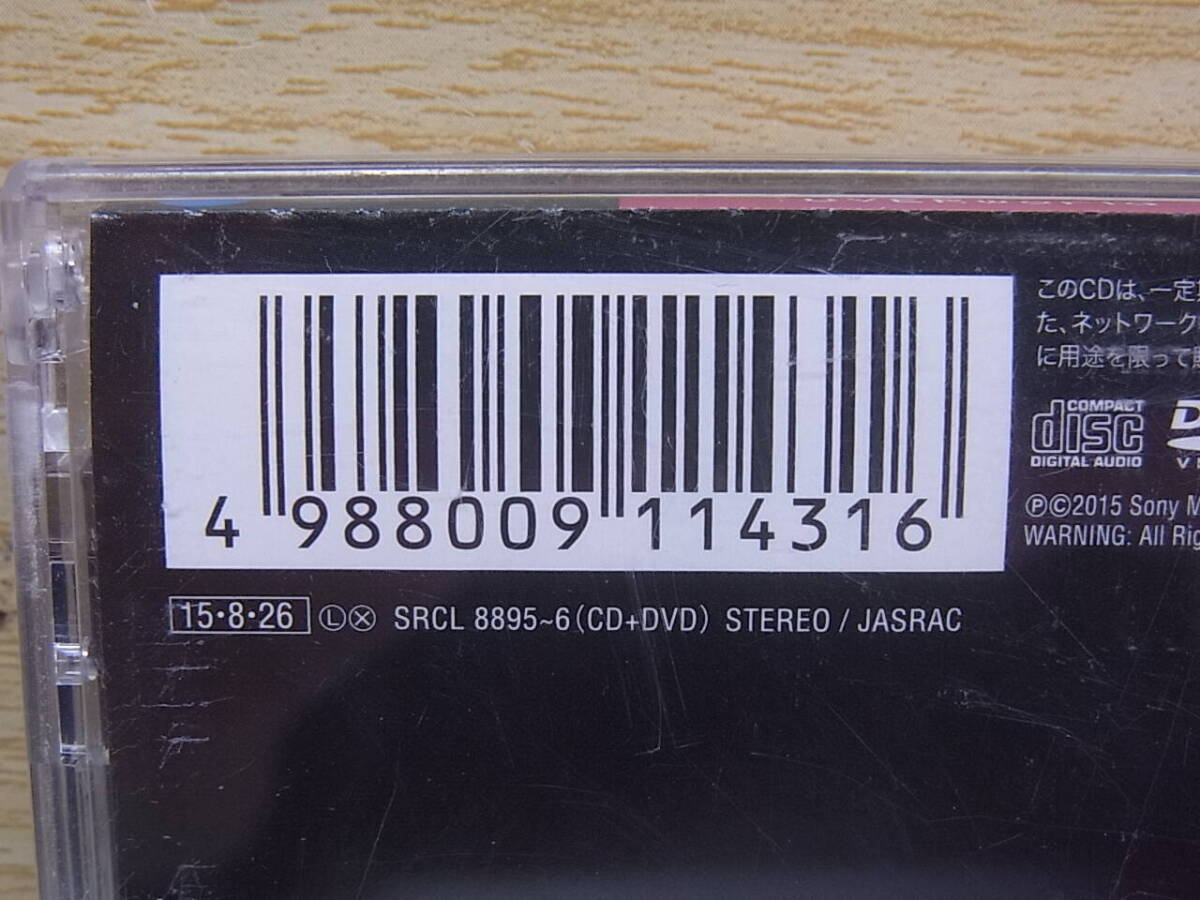 4 988009 114316
15・8・26 Ⓛ Ⓧ SRCL 8895~6(CD+DVD) STEREO / JASRAC
このCDは、一定
た、ネットワーク
に用途を限って
COMPACT
disc
DIGITAL AUDIO
ⓅⒸ2015 Sony M
WARNING: All Rig